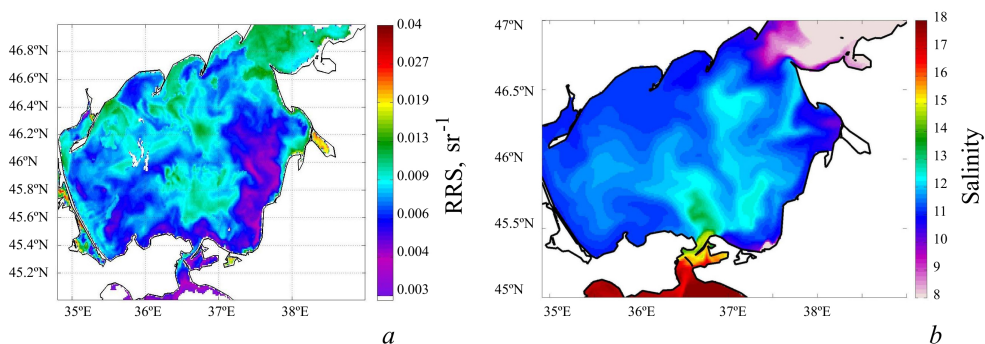 46.8ºN
46.6ºN
46.4ºN
46.2ºN
46.0ºN
45.8ºN
45.6ºN
45.4ºN
45.2ºN
35ºE 36ºE 37ºE 38ºE
0.04
0.027
0.019
0.013
0.009
0.006
0.004
0.003
RRS, sr⁻¹
a
47ºN
46.5ºN
46ºN
45.5ºN
45ºN
35ºE 36ºE 37ºE 38ºE
18
17
16
15
14
13
12
11
10
9
8
Salinity
b